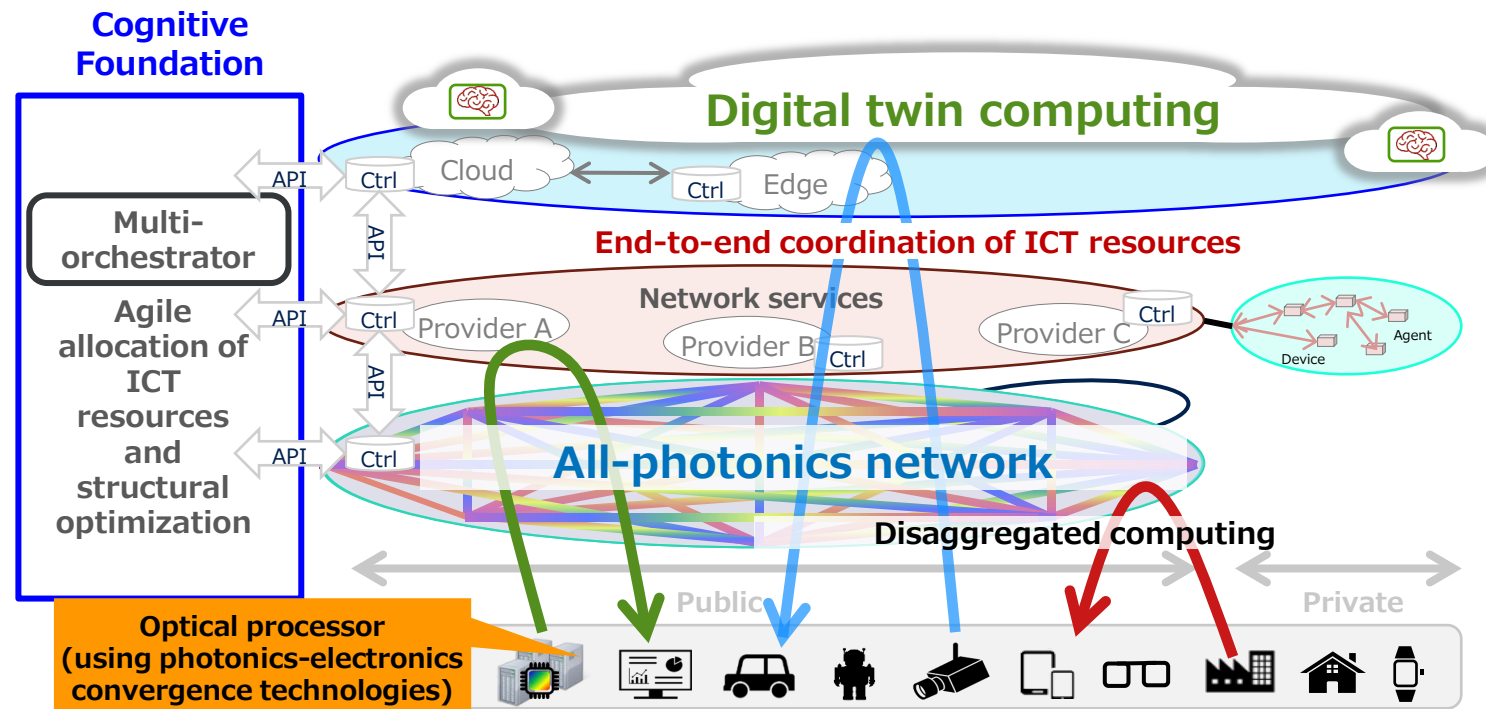 Cognitive
Foundation
Digital twin computing
API
Ctrl
Cloud
Ctrl
Edge
Multi-
orchestrator
API
End-to-end coordination of ICT resources
Network services
API
Ctrl
Provider A
Provider B
Ctrl
Provider C
Ctrl
Device
Agent
Agile
allocation of
ICT
resources
and
structural
optimization
API
API
Ctrl
All-photonics network
Disaggregated computing
Public
Private
Optical processor
(using photonics-electronics
convergence technologies)